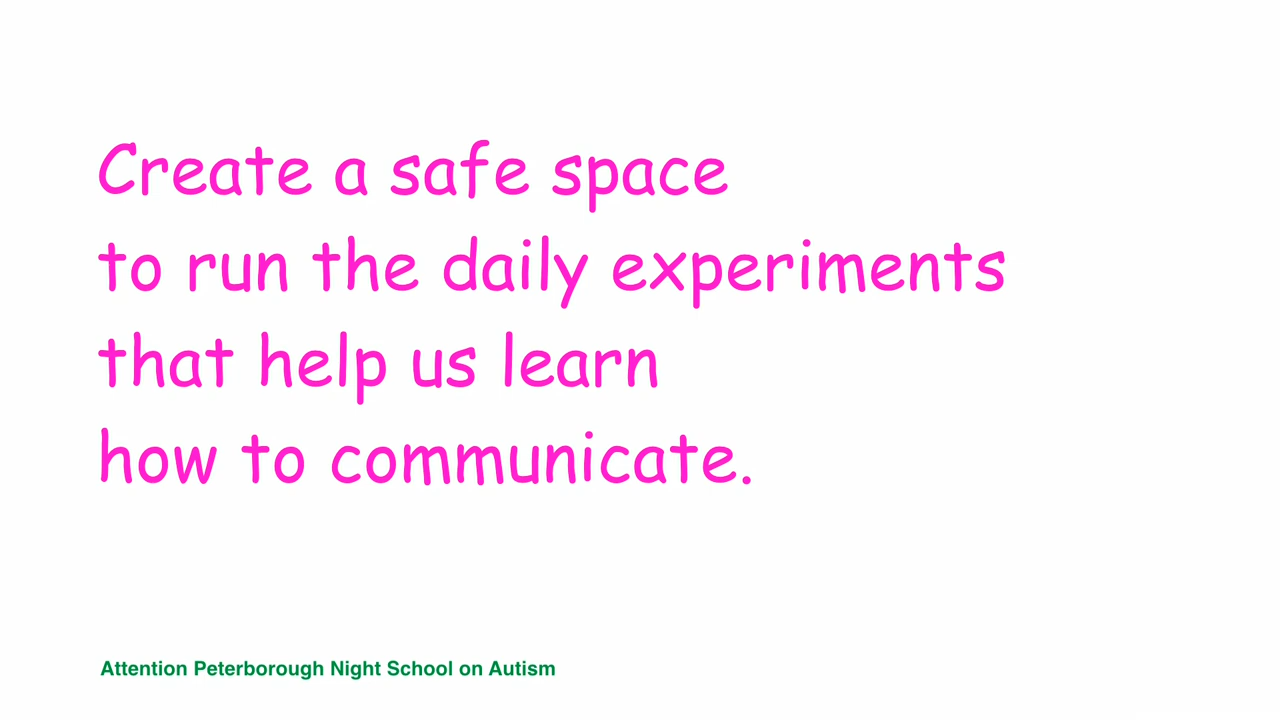 Create a safe space
to run the daily experiments
that help us learn
how to communicate.
Attention Peterborough Night School on Autism